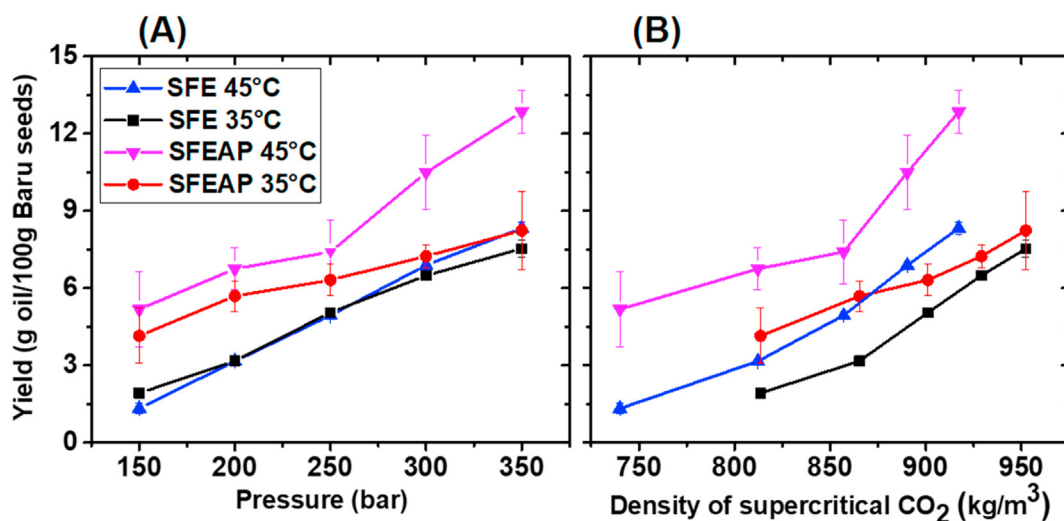 (A)
(B)
Yield (g oil/100g Baru seeds)
15
12
9
6
3
0
SFE 45°C
SFE 35°C
SFEAP 45°C
SFEAP 35°C
150 200 250 300 350
750 800 850 900 950
Pressure (bar)
Density of supercritical CO₂ (kg/m³)